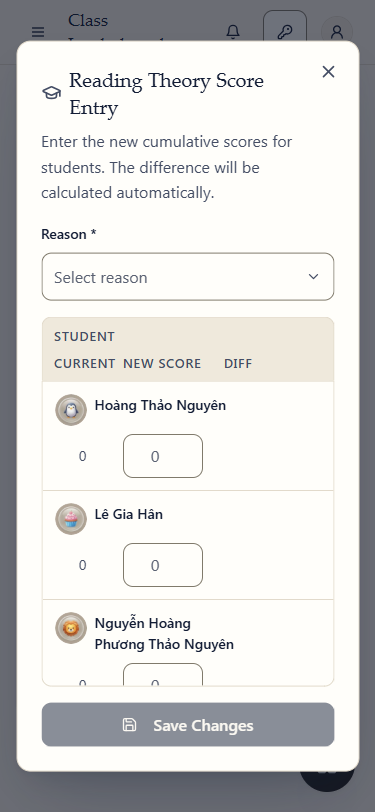 Class
Reading Theory Score
Entry
Enter the new cumulative scores for
students. The difference will be
calculated automatically.
Reason *
Select reason
STUDENT
CURRENT NEW SCORE DIFF
Hoàng Thảo Nguyên
0 0
Lê Gia Hân
0 0
Nguyễn Hoàng
Phương Thảo Nguyên
0 0
Save Changes